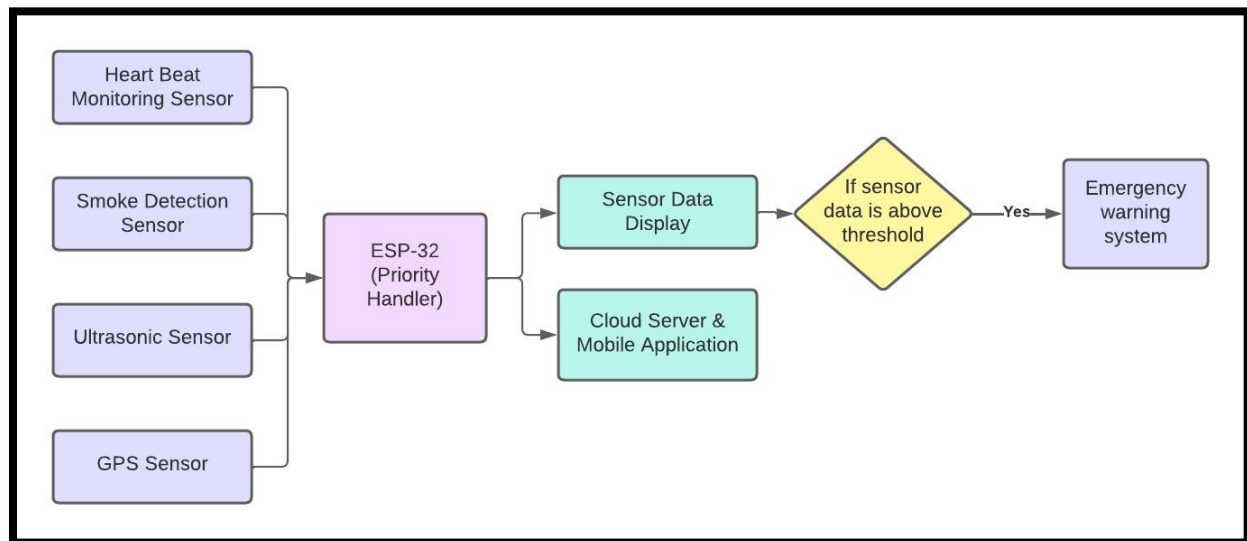 Heart Beat
Monitoring Sensor
Smoke Detection
Sensor
Ultrasonic Sensor
GPS Sensor
ESP-32
(Priority
Handler)
Sensor Data
Display
Cloud Server &
Mobile Application
If sensor
data is above
threshold
Yes
Emergency
warning
system